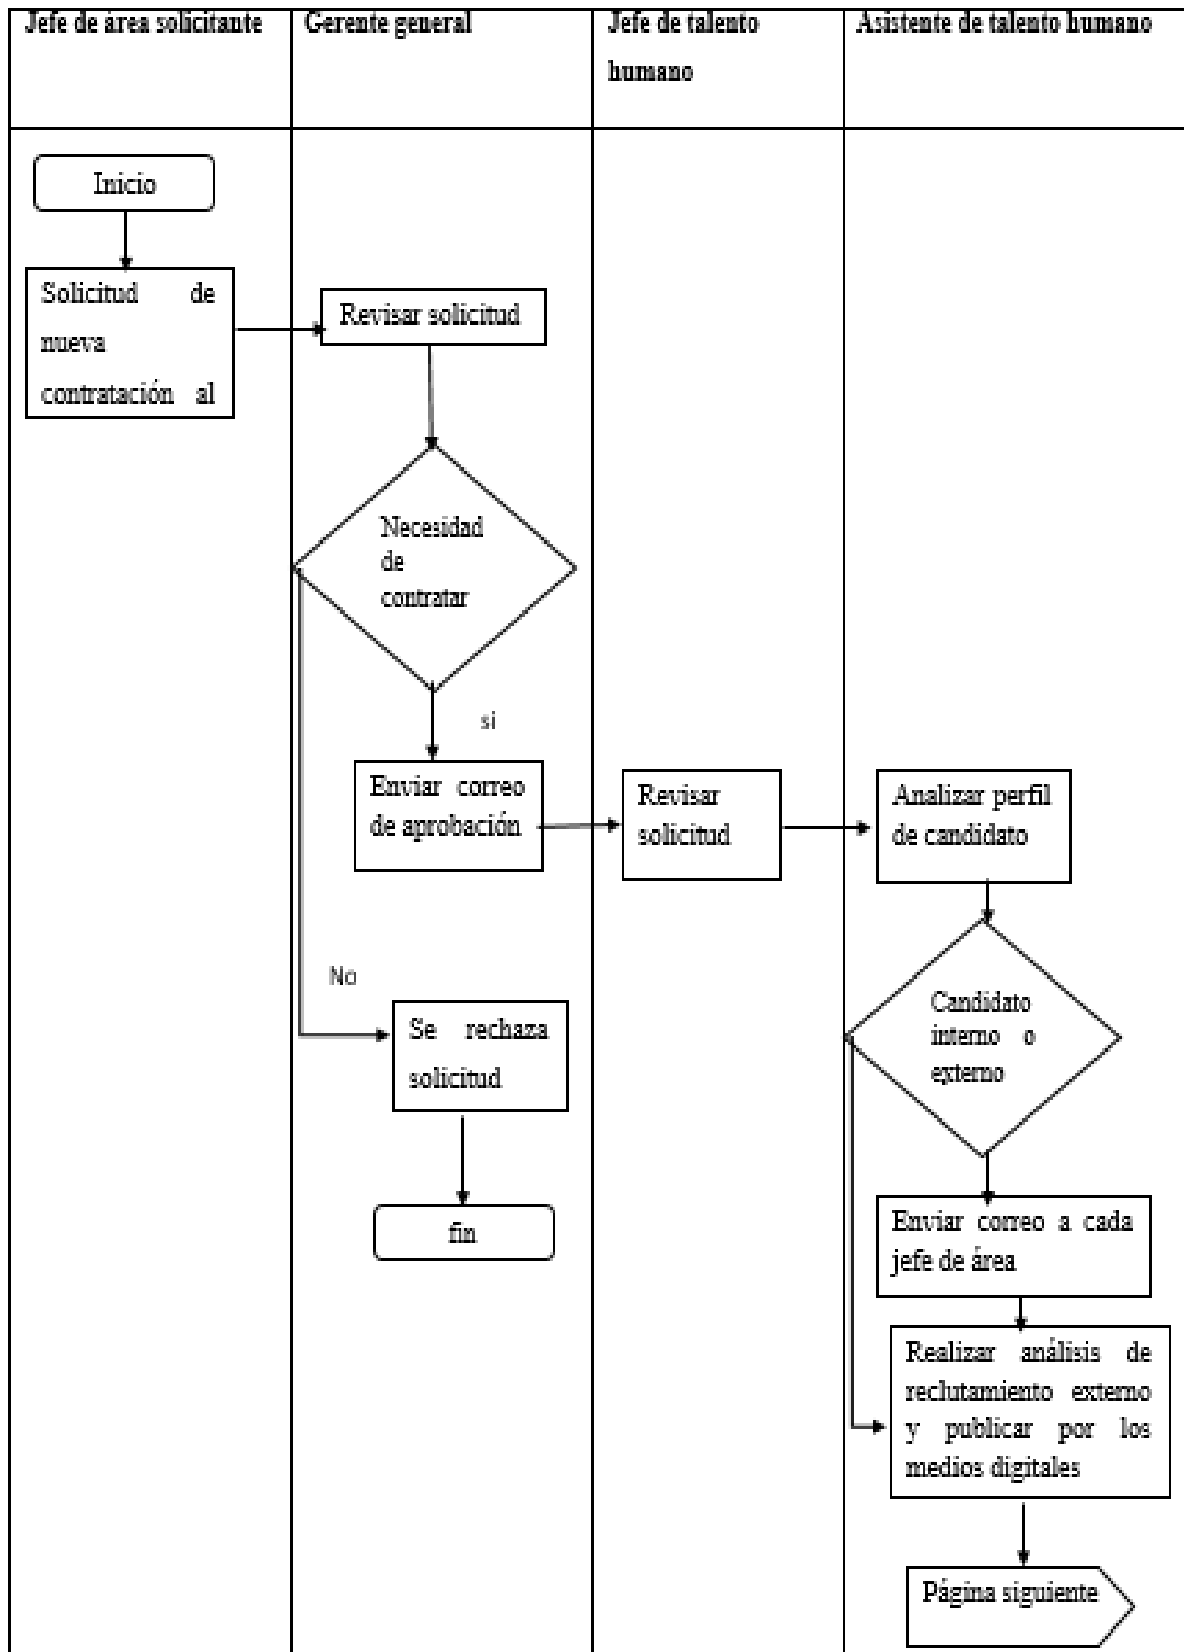 Jefe de área solicitante
Gerente general
Jefe de talento
humano
Asistente de talento humano
Inicio
Solicitud de
nueva
contratación al
Revisar solicitud
Necesidad
de
contratar
si
Enviar correo
de aprobación
Revisar
solicitud
Analizar perfil
de candidato
No
Se rechaza
solicitud
fin
Candidato
interno o
externo
Enviar correo a cada
jefe de área
Realizar análisis de
reclutamiento externo
y publicar por los
medios digitales
Página siguiente